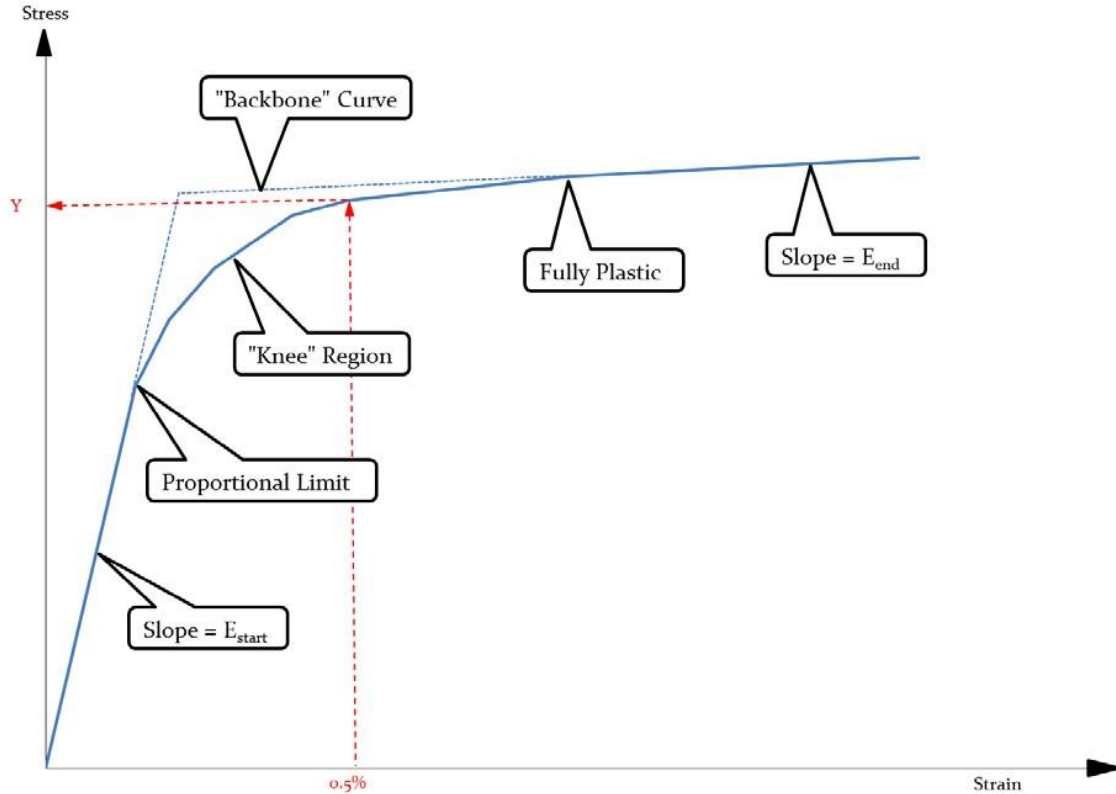 Stress
"Backbone" Curve
Y
Fully Plastic
Slope = Eend
"Knee" Region
Proportional Limit
Slope = Estart
0.5%
Strain